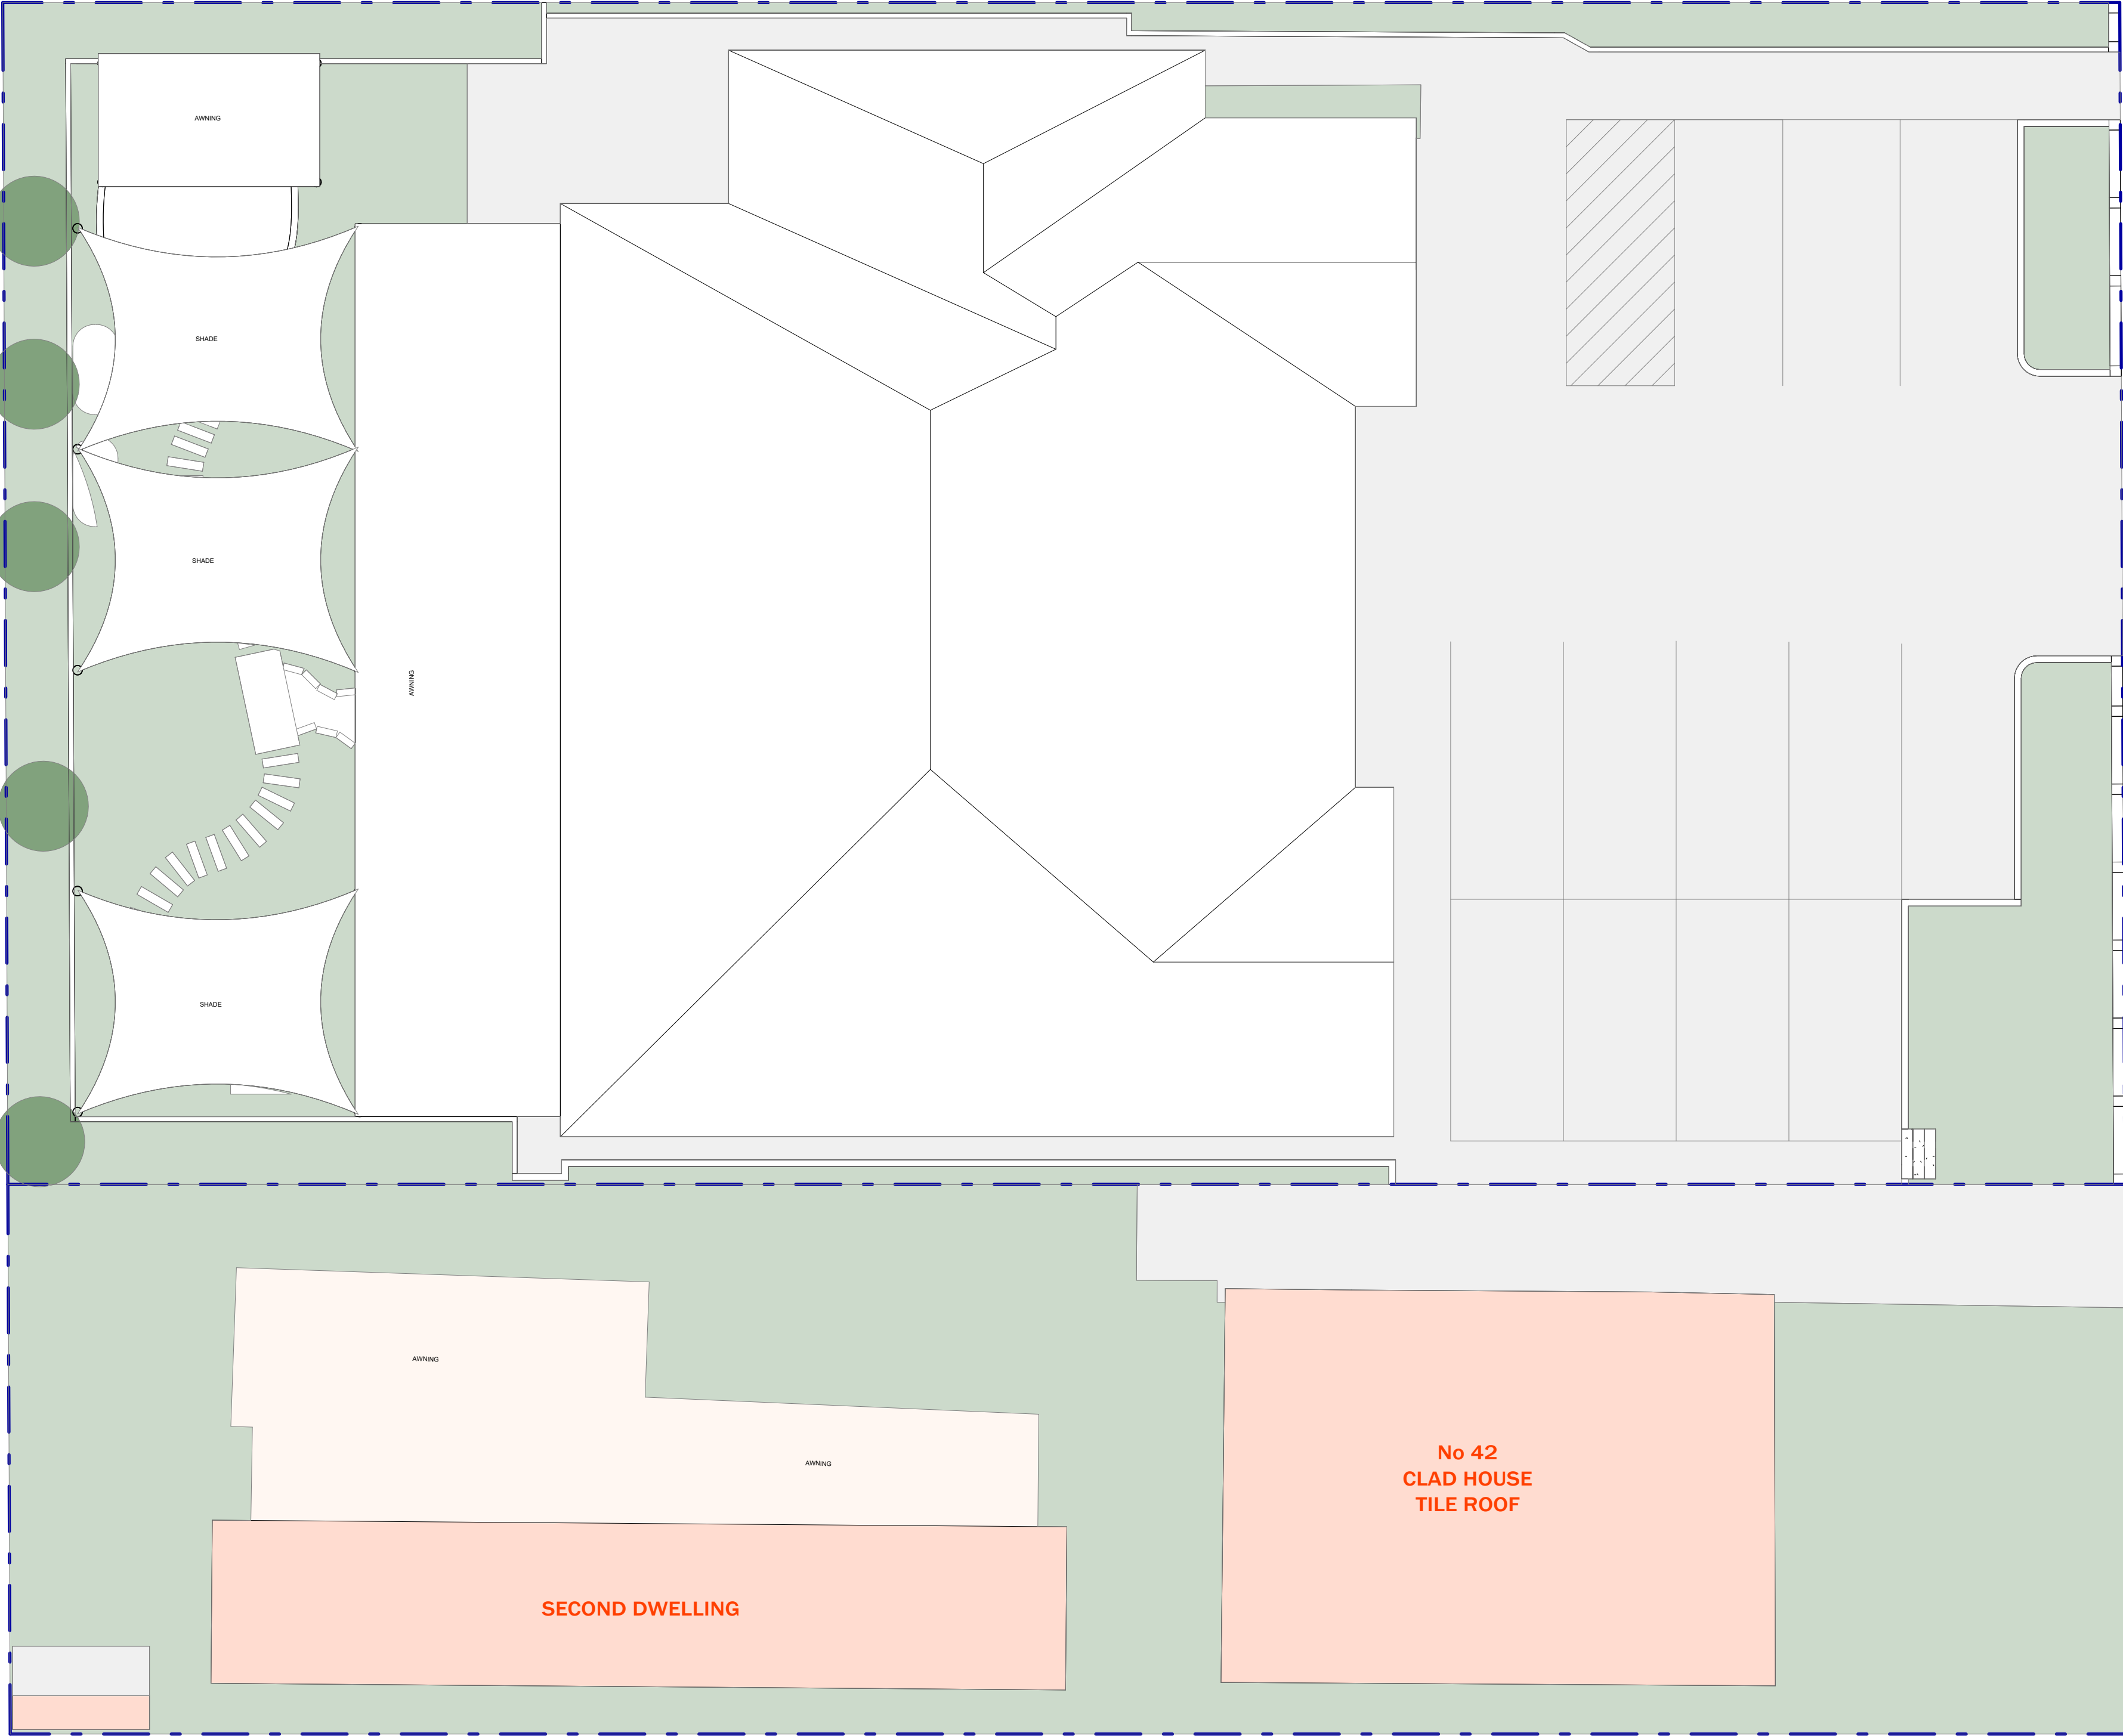 AWNING
SHADE
SHADE
AWNING
SHADE
AWNING
AWNING
No 42
CLAD HOUSE
TILE ROOF
SECOND DWELLING